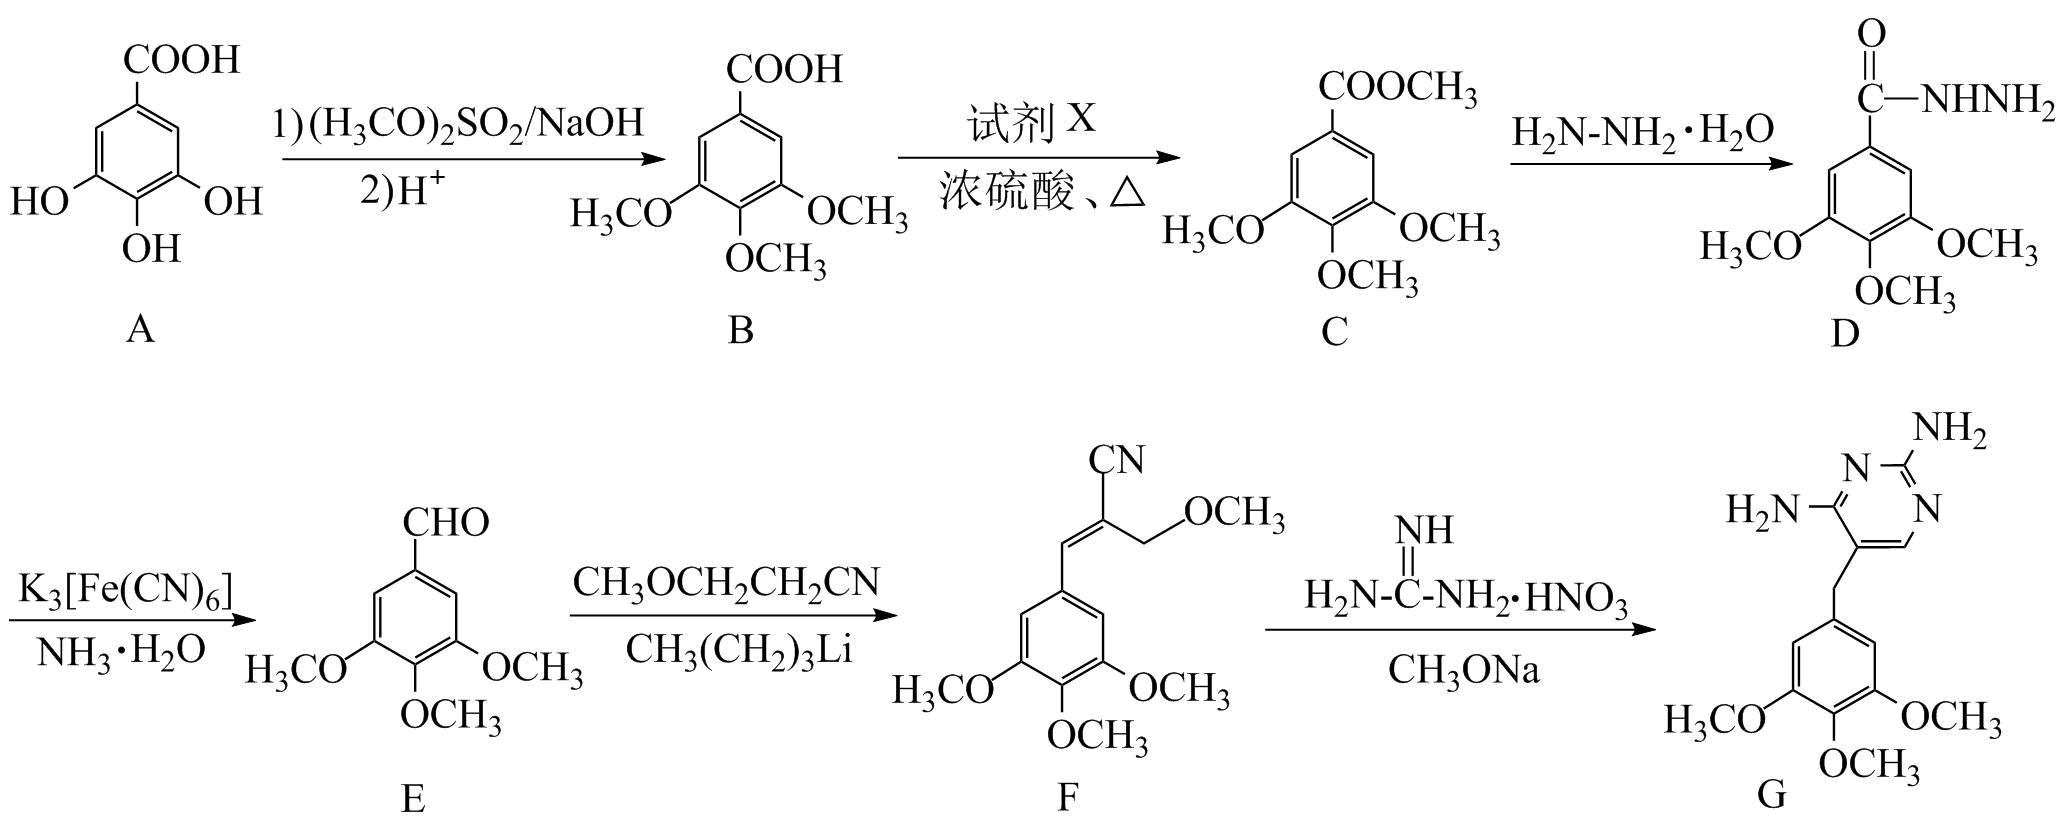 COOH
HO
OH
OH
A
1)(H₃CO)₂SO₂/NaOH
2)H⁺
COOH
H₃CO
OCH₃
OCH₃
B
试剂X
浓硫酸、△
COOCH₃
H₃CO
OCH₃
OCH₃
C
H₂N-NH₂·H₂O
O
C—NHNH₂
H₃CO
OCH₃
OCH₃
D
K₃[Fe(CN)₆]
NH₃·H₂O
CHO
H₃CO
OCH₃
OCH₃
E
CH₃OCH₂CH₂CN
CH₃(CH₂)₃Li
CN
OCH₃
H₃CO
OCH₃
OCH₃
F
NH
H₂N-C-NH₂·HNO₃
CH₃ONa
NH₂
N
H₂N
N
H₃CO
OCH₃
OCH₃
G